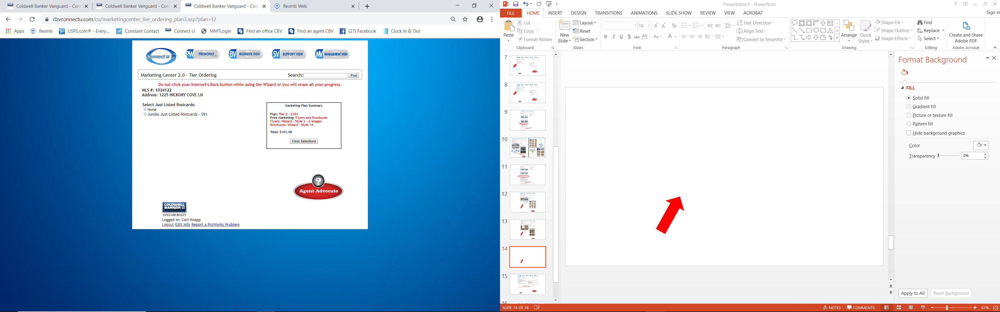 Coldwell Banker Vanguard - Conn
Coldwell Banker Vanguard - Conn
Coldwell Banker Vanguard - Conn
flexmls Web
cbvconnectu.com/cu/marketingcenter_tier_ordering_plan3.asp?plan=t2
Apps flexmls USPS.com® - Every... Constant Contact Connect U MMTLogin Find an office CBV Find an agent CBV (27) Facebook Clock In & Out
connect U PW PROWORKS BV BUSINESS VIEW SV SUPPORT VIEW MV MANAGEMENT VIEW
Marketing Center 2.0 - Tier Ordering Search: Find
Do not click your Internet's Back button while using the Wizard or you will erase all your progress.
MLS #: 1024122
Address: 1225 HICKORY COVE LN
Select Just Listed Postcards:
None
Jumbo Just Listed Postcards - $91
Marketing Plan Summary
Plan: Tier 2 - $101
Print Marketing: Flyers and Brochures
Flyers: Wizard - Style 3 - 6 images
Brochures: Wizard - Style 1A
Total: $101.00
Clear Selections
?
Agent Advocate
COLDWELL
BANKER
VANGUARD REALTY
Logged In: Cari Knapp
Logout Edit Info Report a ProWorks Problem
Presentation1 - PowerPoint
FILE HOME INSERT DESIGN TRANSITIONS ANIMATIONS SLIDE SHOW REVIEW VIEW ACROBAT Sign in
Paste
Cut
Copy
Format Painter
Clipboard
New
Slide
Layout
Reset
Section
Slides
18
B I U S abc AV Aa A
Font
Text Direction
Align Text
Convert to SmartArt
Paragraph
Arrange
Quick
Styles
Shape Fill
Shape Outline
Shape Effects
Drawing
Find
Replace
Select
Editing
Create and Share
Adobe PDF
Adobe Acrobat
7
8
9
10
11
12
13
14
15
16
Format Background
FILL
Solid fill
Gradient fill
Picture or texture fill
Pattern fill
Hide background graphics
Color
Transparency 0%
Apply to All Reset Background
SLIDE 14 OF 16
NOTES COMMENTS 67%